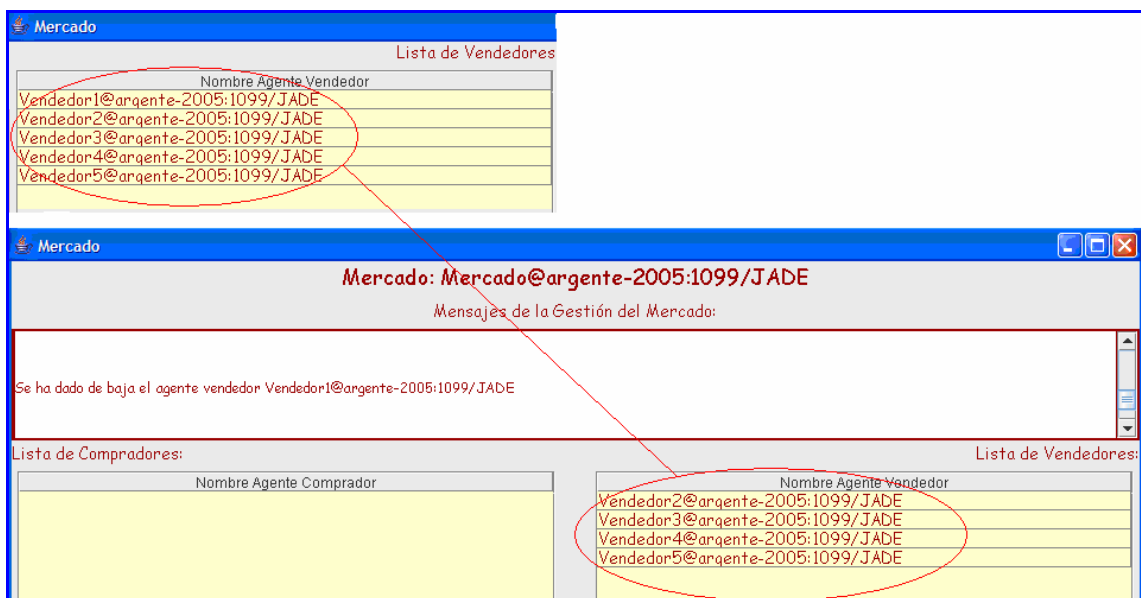 Mercado
Lista de Vendedores
Nombre Agente Vendedor
Vendedor1@argente-2005:1099/JADE
Vendedor2@argente-2005:1099/JADE
Vendedor3@argente-2005:1099/JADE
Vendedor4@argente-2005:1099/JADE
Vendedor5@argente-2005:1099/JADE
Mercado
Mercado: Mercado@argente-2005:1099/JADE
Mensajes de la Gestión del Mercado:
Se ha dado de baja el agente vendedor Vendedor1@argente-2005:1099/JADE
Lista de Compradores:
Lista de Vendedores:
Nombre Agente Comprador
Nombre Agente Vendedor
Vendedor2@argente-2005:1099/JADE
Vendedor3@argente-2005:1099/JADE
Vendedor4@argente-2005:1099/JADE
Vendedor5@argente-2005:1099/JADE